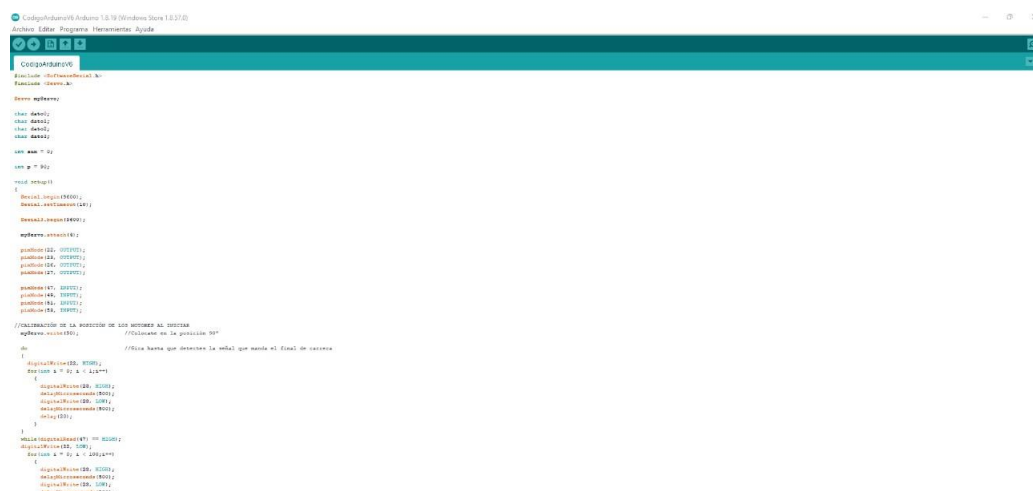 CodigoArduinoV6 Arduino 1.8.19 (Windows Store 1.8.57.0)
Archivo Editar Programa Herramientas Ayuda
CodigoArduinoV6
#include <SoftwareSerial.h>
#include <Servo.h>
Servo myServo;
char dato0;
char dato1;
char dato2;
char dato3;
int = 0;
int p = 90;
void setup()
{
Serial.begin(9600);
Serial.setTimeout(10);
Serial3.begin(9600);
myServo.attach();
pinMode(22, OUTPUT);
pinMode(23, OUTPUT);
pinMode(26, OUTPUT);
pinMode(27, OUTPUT);
pinMode(47, INPUT);
pinMode(49, INPUT);
pinMode(51, INPUT);
pinMode(53, INPUT);
//CALIBRACIÓN DE LA POSICIÓN DE LOS MOTORES AL INICIAR
myServo.write(90); //Colocate en la posición 90°
do //Gira hasta que detectes la señal que manda el final de carrera
{
digitalWrite(22, HIGH);
for(int i = 0; i < 1;i++)
{
digitalWrite(, HIGH);
delayMicroseconds(500);
digitalWrite(, LOW);
delayMicroseconds(500);
delay(20);
}
}
while(digitalRead(47) == HIGH);
digitalWrite(22, LOW);
for(int i = 0; i < 100;i++)
{
digitalWrite(, HIGH);
delayMicroseconds(500);
digitalWrite(, LOW);